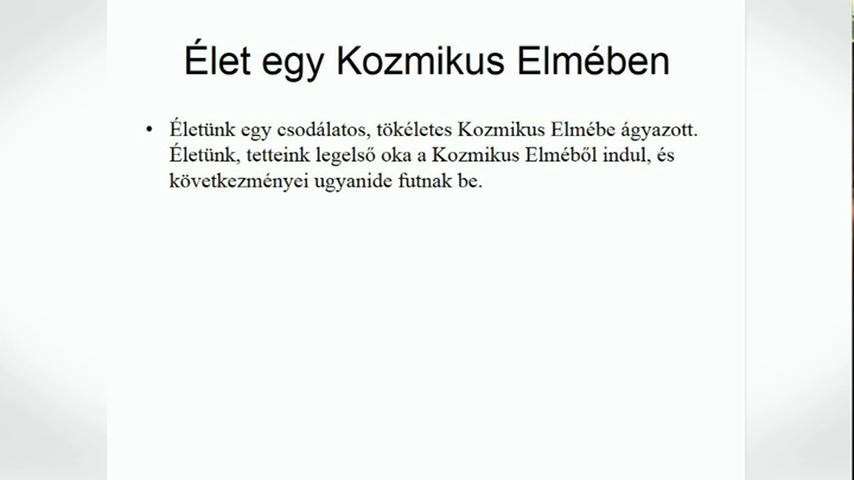 Élet egy Kozmikus Elmében
• Életünk egy csodálatos, tökéletes Kozmikus Elmébe ágyazott.
Életünk, tetteink legelső oka a Kozmikus Elméből indul, és
következményei ugyanide futnak be.